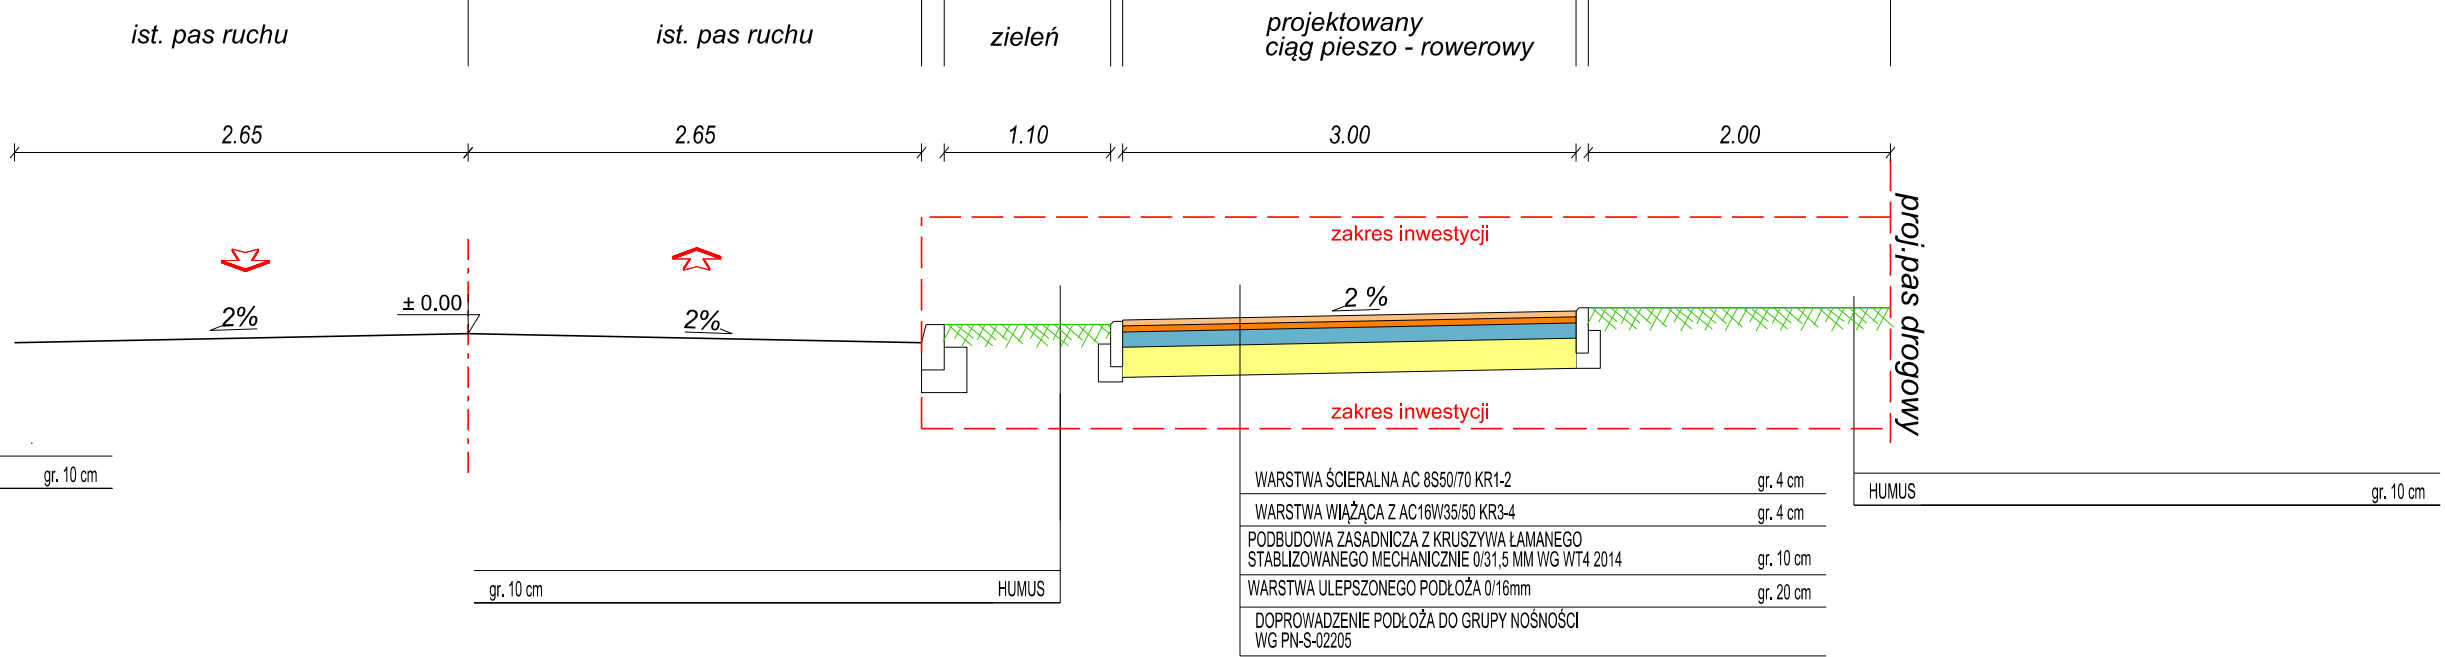 ist. pas ruchu
ist. pas ruchu
zieleń
projektowany
ciąg pieszo - rowerowy
2.65
2.65
1.10
3.00
2.00
zakres inwestycji
proj.pas drogowy
2%
± 0.00
2%
2 %
zakres inwestycji
gr. 10 cm
WARSTWA ŚCIERALNA AC 8S50/70 KR1-2 gr. 4 cm
WARSTWA WIĄŻĄCA Z AC16W35/50 KR3-4 gr. 4 cm
PODBUDOWA ZASADNICZA Z KRUSZYWA ŁAMANEGO
STABLIZOWANEGO MECHANICZNIE 0/31,5 MM WG WT4 2014 gr. 10 cm
WARSTWA ULEPSZONEGO PODŁOŻA 0/16mm gr. 20 cm
DOPROWADZENIE PODŁOŻA DO GRUPY NOŚNOŚCI
WG PN-S-02205
HUMUS gr. 10 cm
gr. 10 cm HUMUS